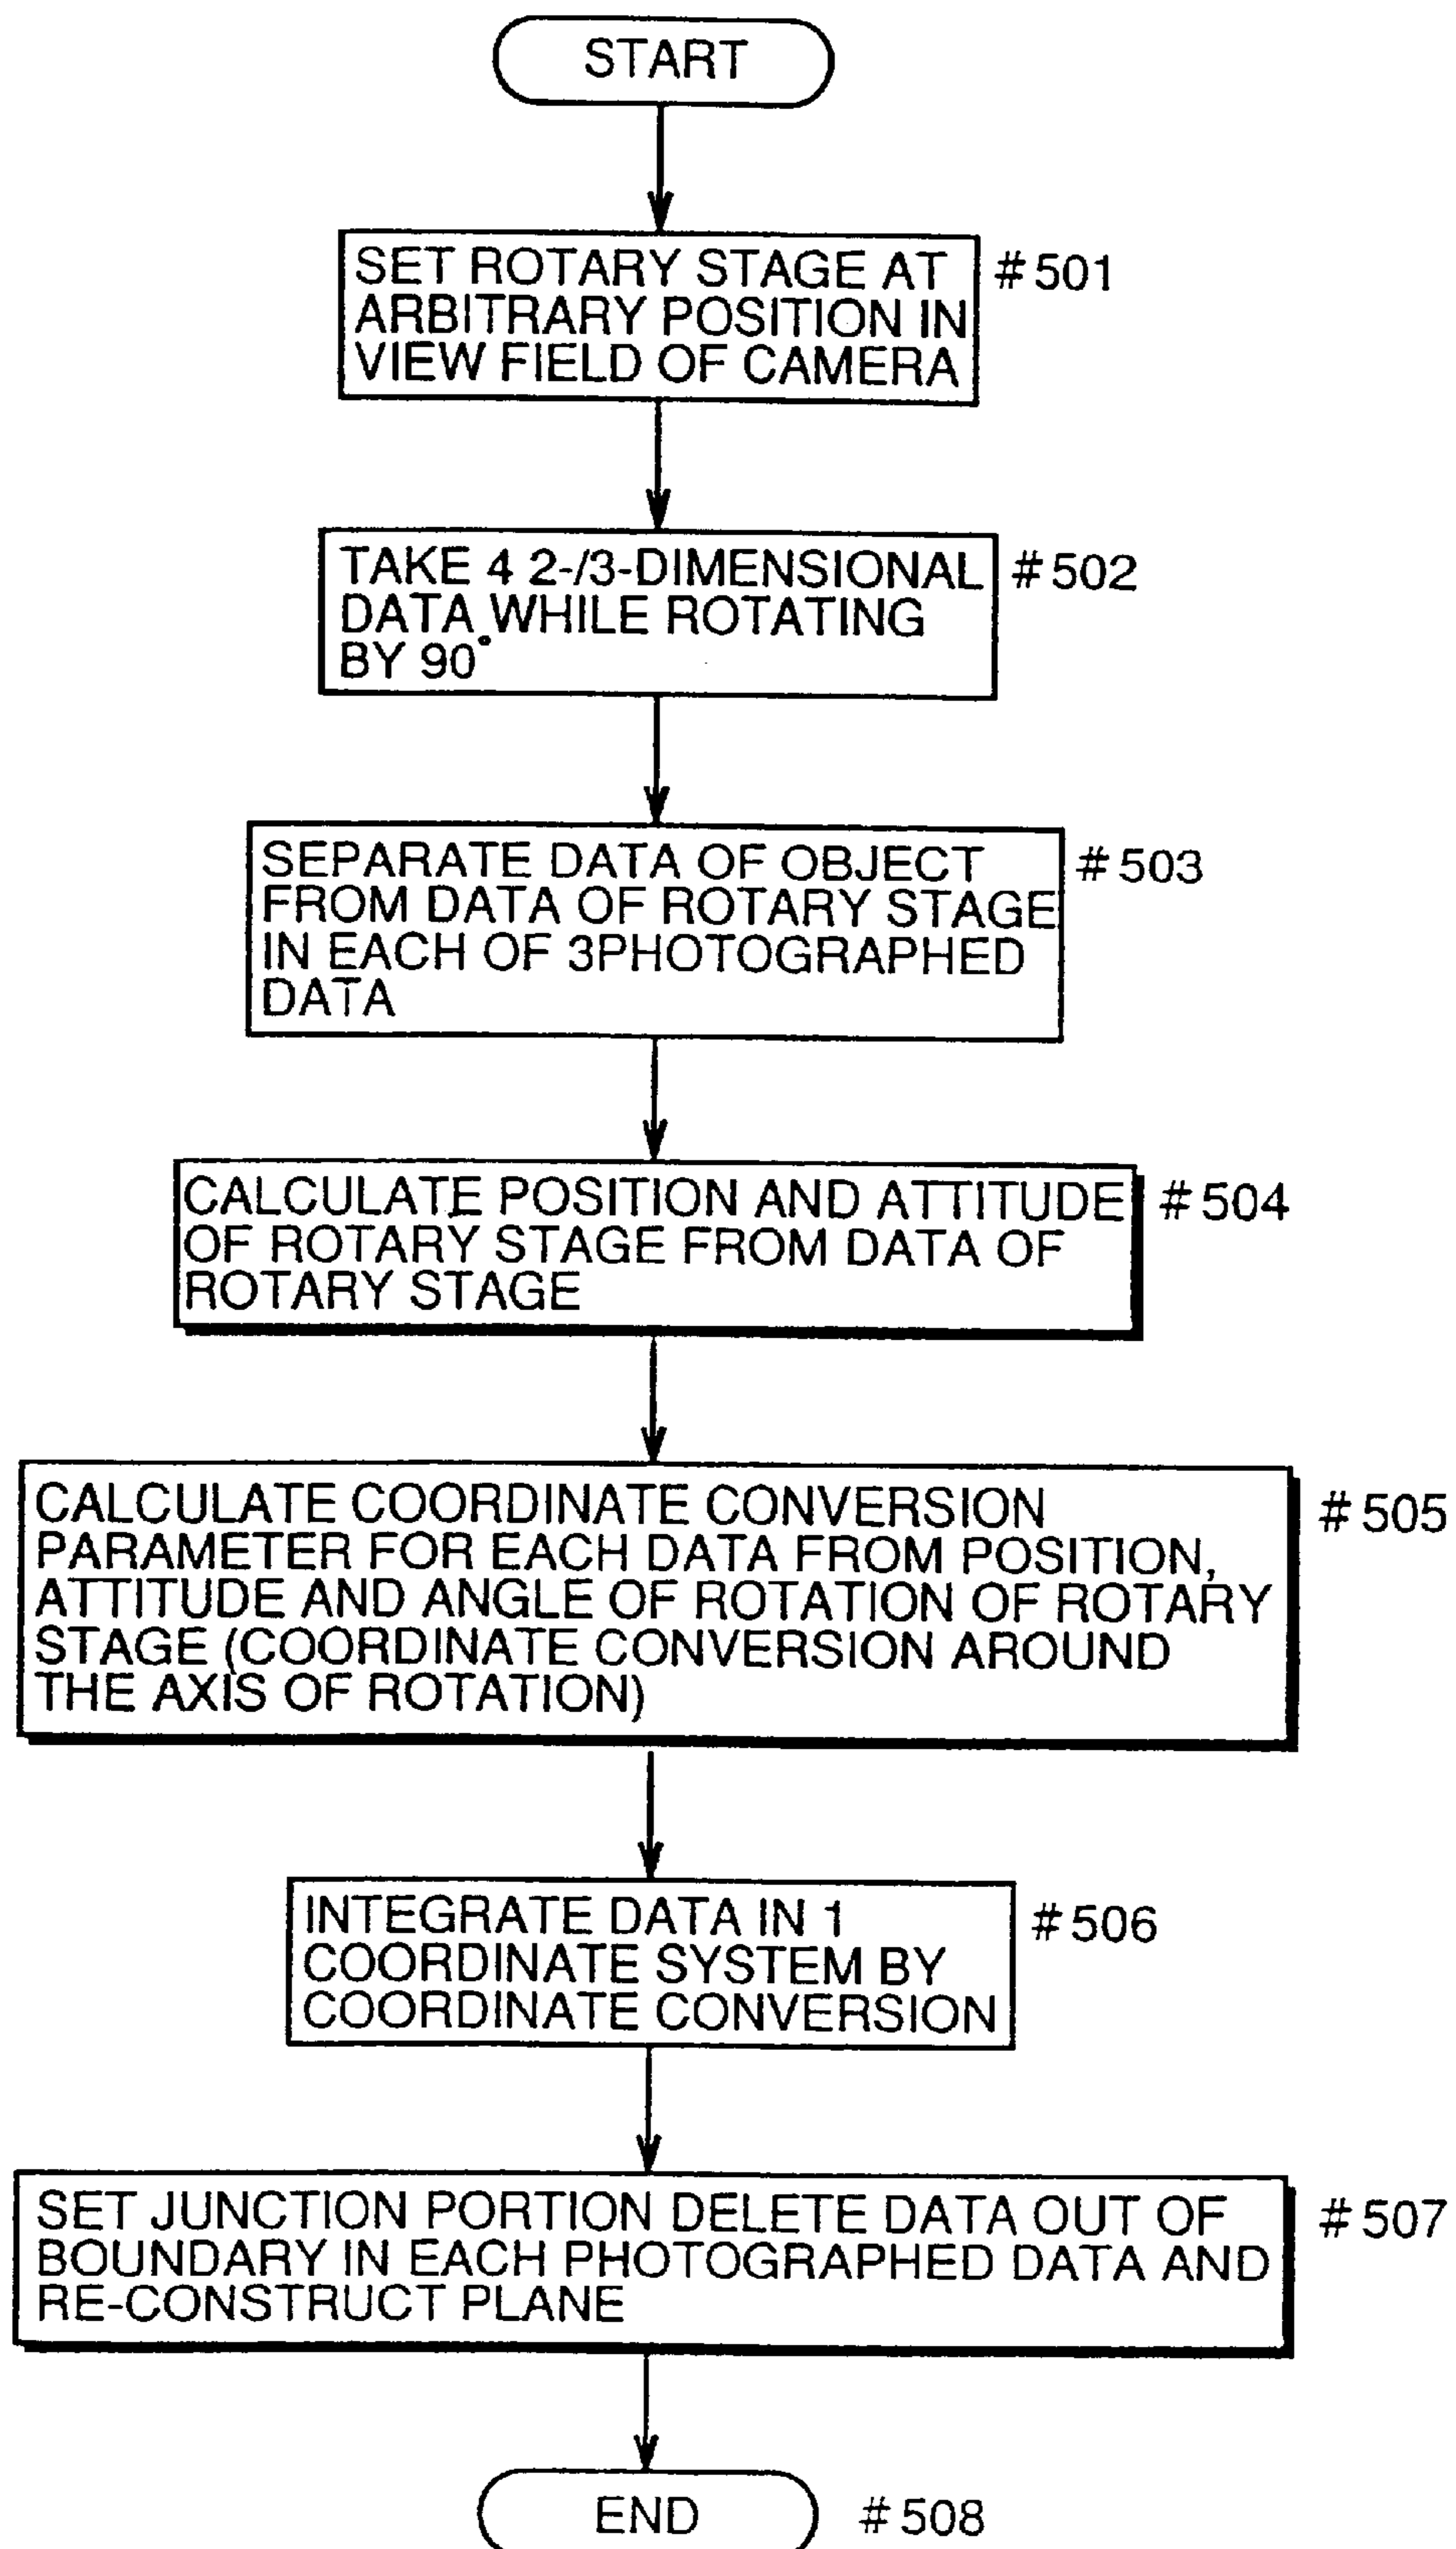 START
SET ROTARY STAGE AT
ARBITRARY POSITION IN
VIEW FIELD OF CAMERA
#501
TAKE 4 2-/3-DIMENSIONAL
DATA WHILE ROTATING
BY 90°
#502
SEPARATE DATA OF OBJECT
FROM DATA OF ROTARY STAGE
IN EACH OF 3PHOTOGRAPHED
DATA
#503
CALCULATE POSITION AND ATTITUDE
OF ROTARY STAGE FROM DATA OF
ROTARY STAGE
#504
CALCULATE COORDINATE CONVERSION
PARAMETER FOR EACH DATA FROM POSITION,
ATTITUDE AND ANGLE OF ROTATION OF ROTARY
STAGE (COORDINATE CONVERSION AROUND
THE AXIS OF ROTATION)
#505
INTEGRATE DATA IN 1
COORDINATE SYSTEM BY
COORDINATE CONVERSION
#506
SET JUNCTION PORTION DELETE DATA OUT OF
BOUNDARY IN EACH PHOTOGRAPHED DATA AND
RE-CONSTRUCT PLANE
#507
END
#508